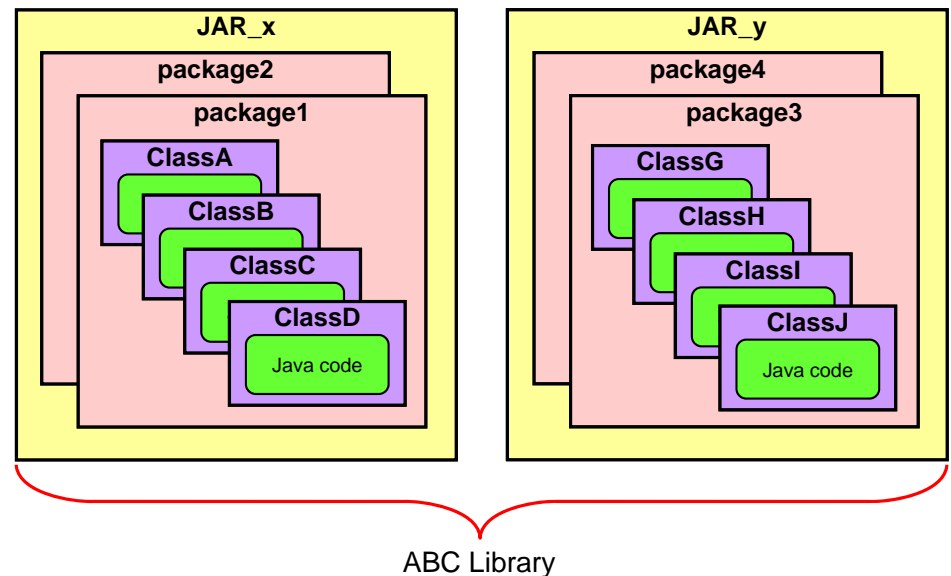 JAR_x
package2
package1
ClassA
ClassB
ClassC
ClassD
Java code
JAR_y
package4
package3
ClassG
ClassH
ClassI
ClassJ
Java code
ABC Library